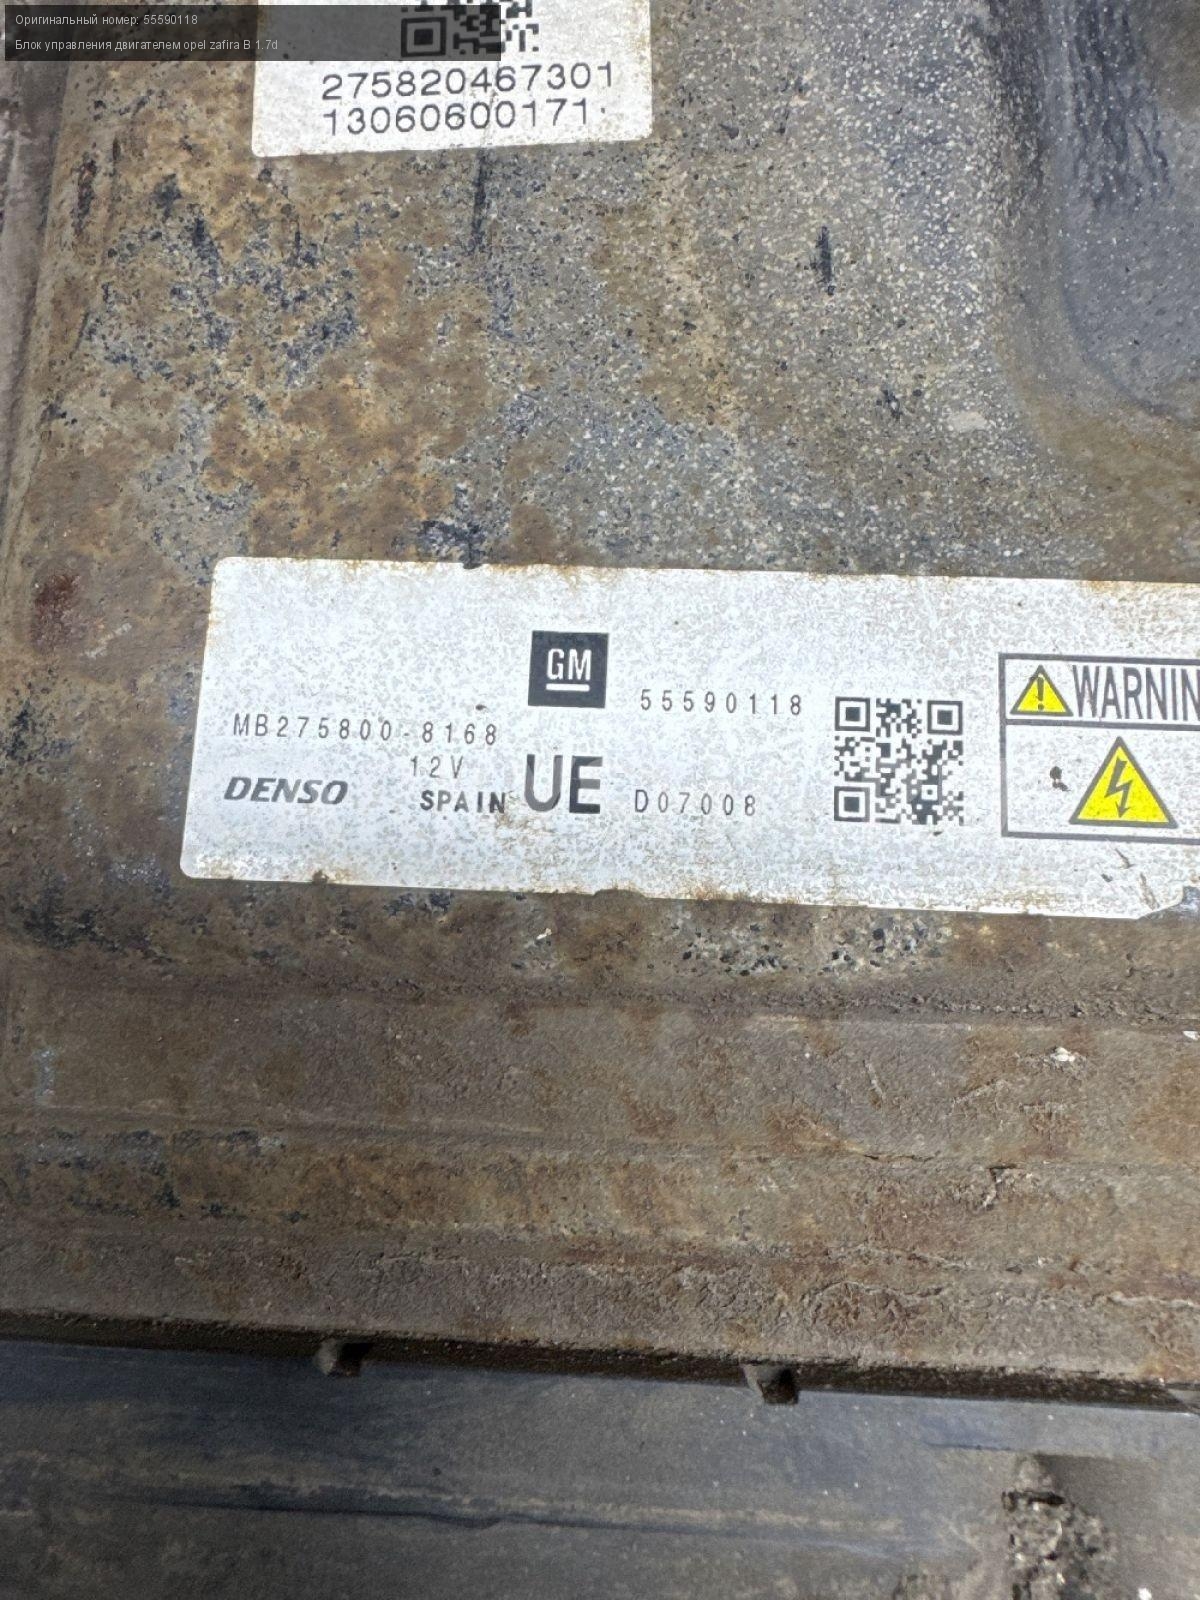 Оригинальный номер: 55590118
Блок управления двигателем opel zafira B 1.7d
275820467301
13060600171
GM
55590118
MB275800-8168
12V
DENSO
SPAIN
UE
D07008
WARNIN